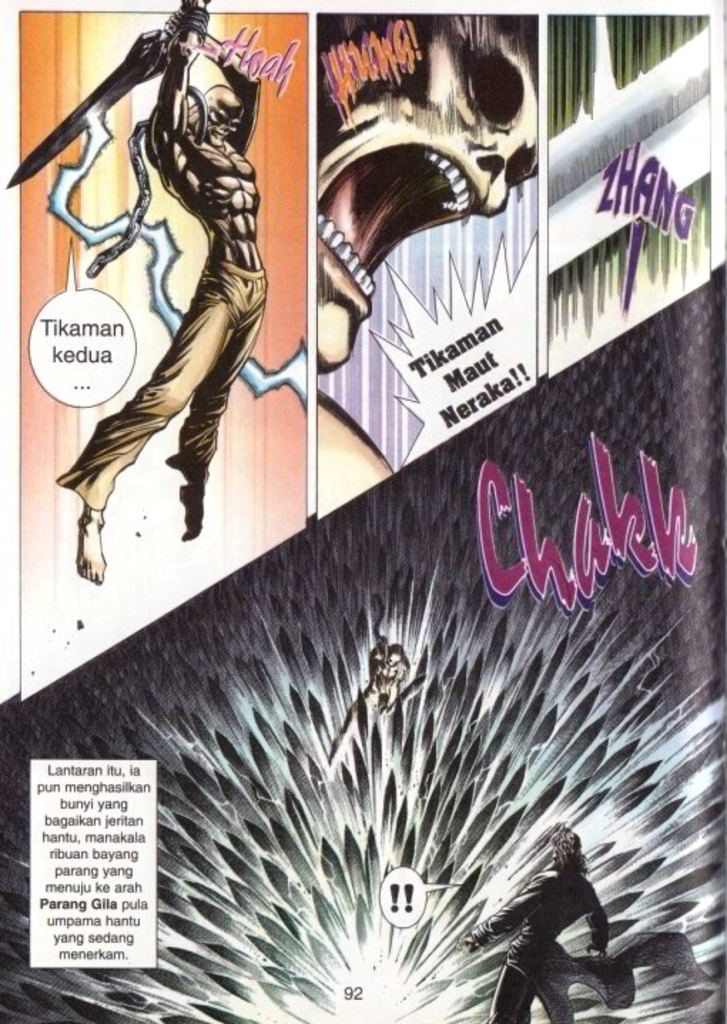 Hoah
HUUNG!
ZHANG
Tikaman
kedua
...
Tikaman
Maut
Neraka!!
Chakk
Lantaran itu, ia
pun menghasilkan
bunyi yang
bagaikan jeritan
hantu, manakala
ribuan bayang
parang yang
menuju ke arah
Parang Gila pula
umpama hantu
yang sedang
menerkam.
!!
92